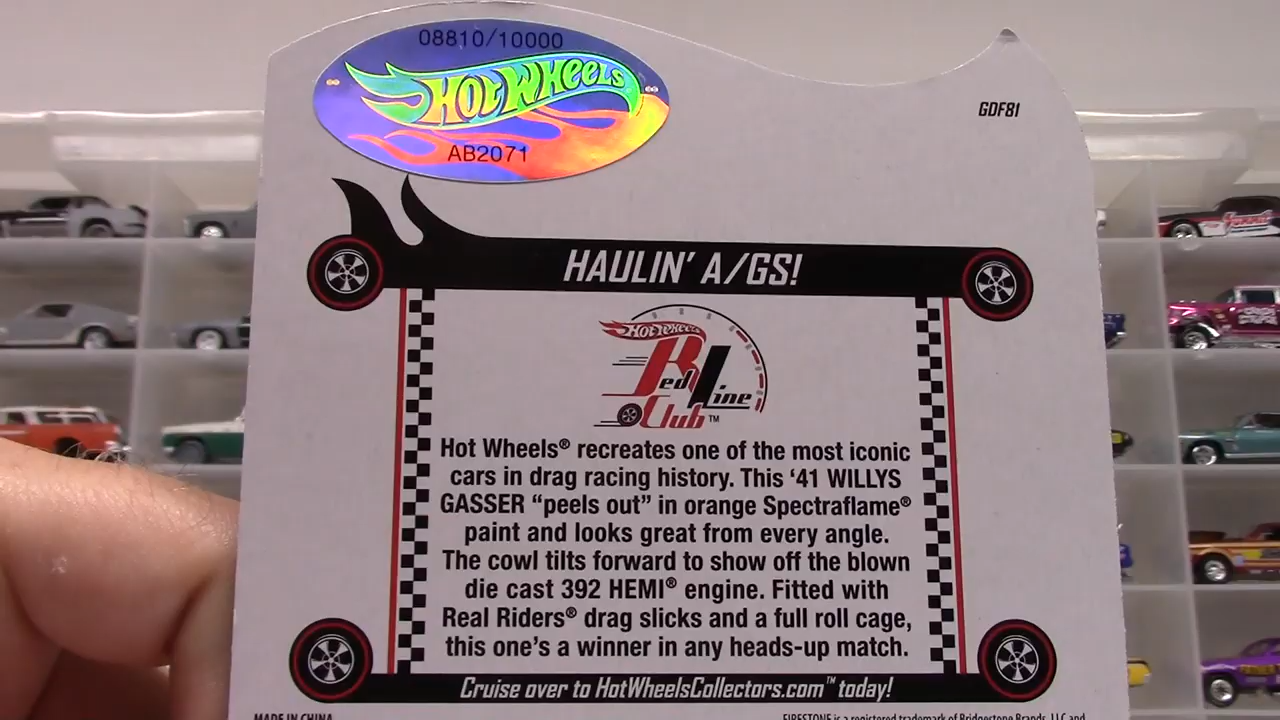 08810/10000
Hot Wheels
AB2071
GDF81
HAULIN' A/GS!
Hot Wheels
Red Line
Club™
Hot Wheels® recreates one of the most iconic
cars in drag racing history. This ‘41 WILLYS
GASSER “peels out” in orange Spectraflame®
paint and looks great from every angle.
The cowl tilts forward to show off the blown
die cast 392 HEMI® engine. Fitted with
Real Riders® drag slicks and a full roll cage,
this one's a winner in any heads-up match.
Cruise over to HotWheelsCollectors.com™ today!
MADE IN CHINA
FIRESTONE is a registered trademark of Bridgestone Brands, LLC and